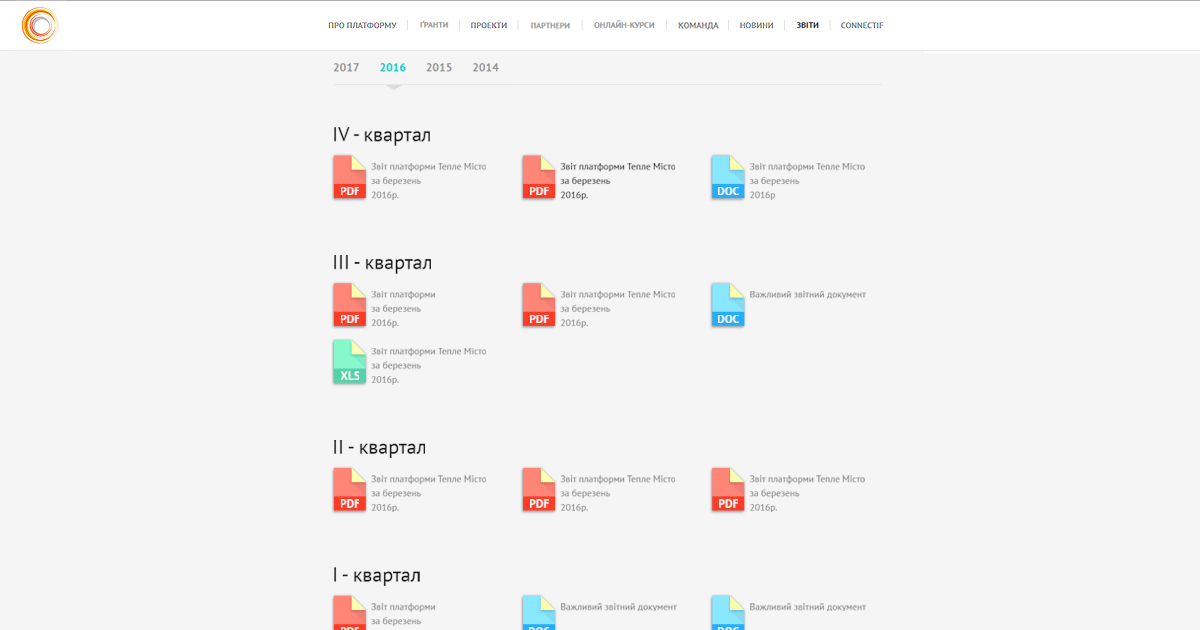 ПРО ПЛАТФОРМУ ҐРАНТИ ПРОЕКТИ ПАРТНЕРИ ОНЛАЙН-КУРСИ КОМАНДА НОВИНИ ЗВІТИ CONNECTIF
2017 2016 2015 2014
IV - квартал
PDF
Звіт платформи Тепле Місто
за березень
2016р.
PDF
Звіт платформи Тепле Місто
за березень
2016р.
DOC
Звіт платформи Тепле Місто
за березень
2016р
III - квартал
PDF
Звіт платформи
за березень
2016р.
PDF
Звіт платформи Тепле Місто
за березень
2016р.
DOC
Важливий звітний документ
XLS
Звіт платформи Тепле Місто
за березень
2016р.
II - квартал
PDF
Звіт платформи Тепле Місто
за березень
2016р.
PDF
Звіт платформи Тепле Місто
за березень
2016р.
PDF
Звіт платформи Тепле Місто
за березень
2016р.
I - квартал
PDF
Звіт платформи
за березень
DOC
Важливий звітний документ
DOC
Важливий звітний документ